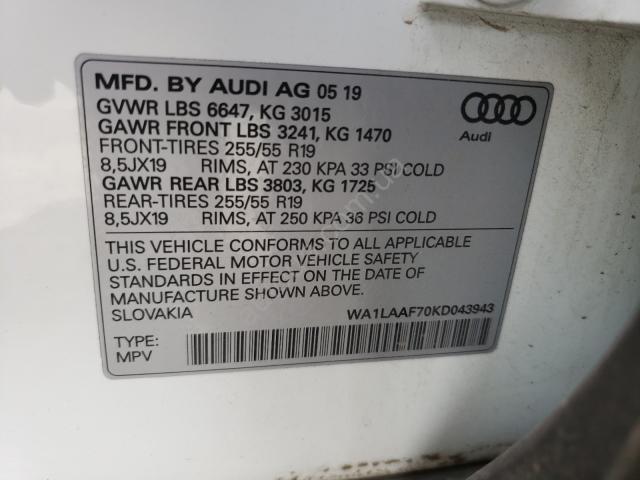 MFD. BY AUDI AG 05 19
GVWR LBS 6647, KG 3015
GAWR FRONT LBS 3241, KG 1470
FRONT-TIRES 255/55 R19
8,5JX19 RIMS, AT 230 KPA 33 PSI COLD
GAWR REAR LBS 3803, KG 1725
REAR-TIRES 255/55 R19
8,5JX19 RIMS, AT 250 KPA 36 PSI COLD
Audi
THIS VEHICLE CONFORMS TO ALL APPLICABLE
U.S. FEDERAL MOTOR VEHICLE SAFETY
STANDARDS IN EFFECT ON THE DATE OF
MANUFACTURE SHOWN ABOVE.
SLOVAKIA WA1LAAF70KD043943
TYPE:
MPV